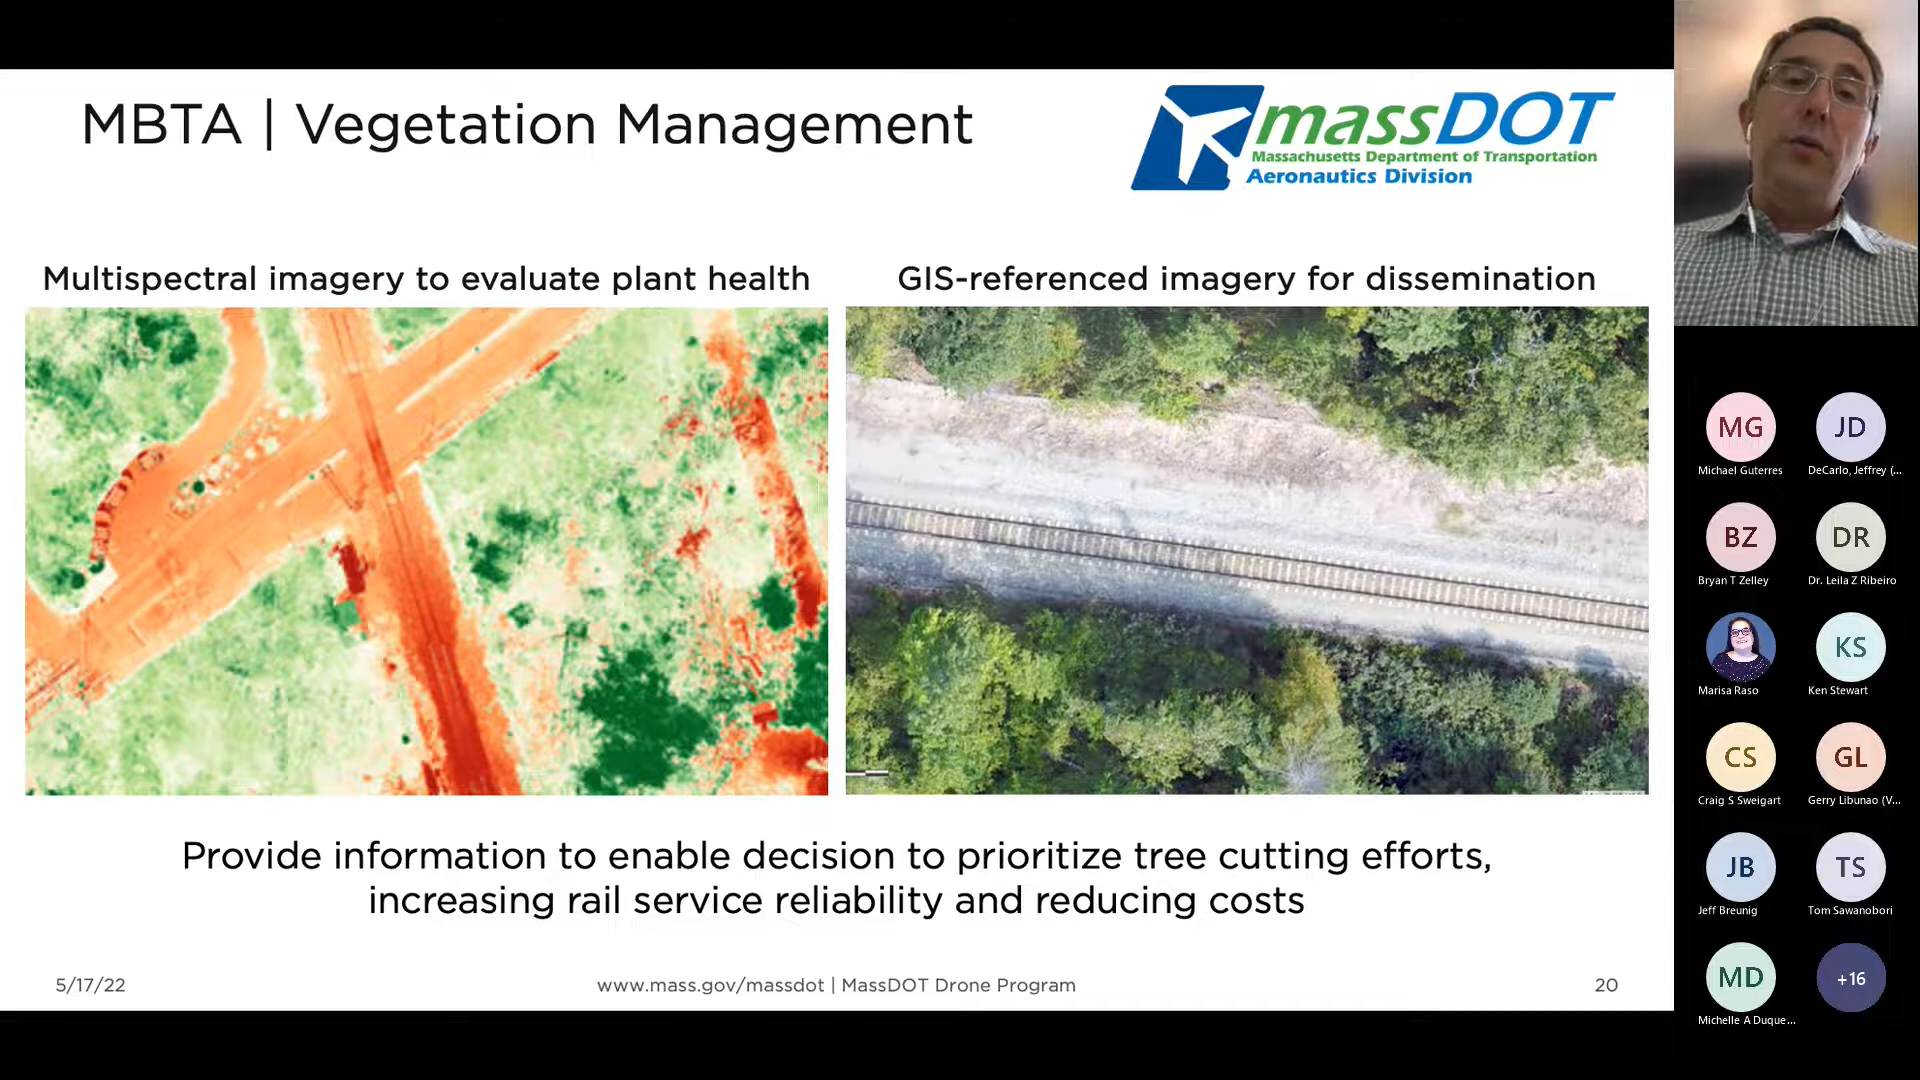 MBTA | Vegetation Management
massDOT
Massachusetts Department of Transportation
Aeronautics Division
Multispectral imagery to evaluate plant health
GIS-referenced imagery for dissemination
Provide information to enable decision to prioritize tree cutting efforts,
increasing rail service reliability and reducing costs
5/17/22
www.mass.gov/massdot | MassDOT Drone Program
20
MG
JD
Michael Guterres
DeCarlo, Jeffrey (...
BZ
DR
Bryan T Zelley
Dr. Leila Z Ribeiro
KS
Marisa Raso
Ken Stewart
CS
GL
Craig S Sweigart
Gerry Libunao (V...
JB
TS
Jeff Breunig
Tom Sawanobori
MD
+16
Michelle A Duque...